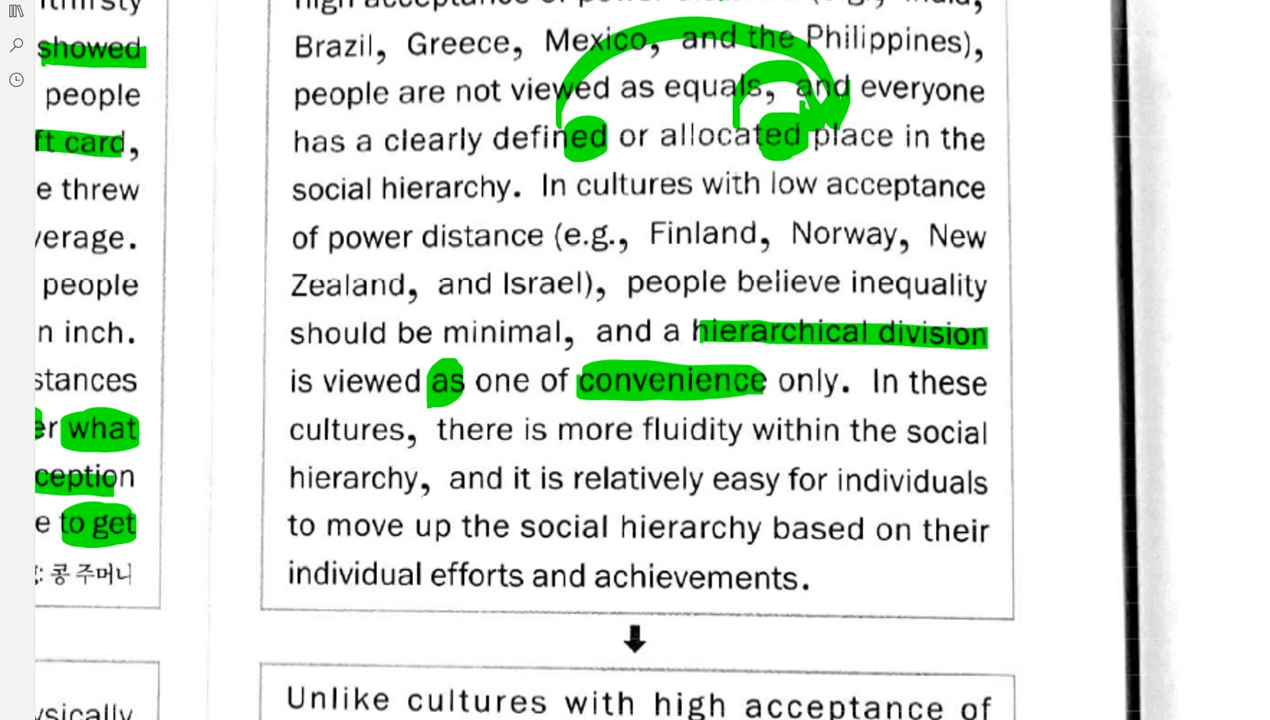 showed
people
ft card,
e threw
verage.
people
n inch.
stances
er what
ception
e to get
: 콩 주머니
ysically
Brazil, Greece, Mexico, and the Philippines),
people are not viewed as equals, and everyone
has a clearly defined or allocated place in the
social hierarchy. In cultures with low acceptance
of power distance (e.g., Finland, Norway, New
Zealand, and Israel), people believe inequality
should be minimal, and a hierarchical division
is viewed as one of convenience only. In these
cultures, there is more fluidity within the social
hierarchy, and it is relatively easy for individuals
to move up the social hierarchy based on their
individual efforts and achievements.
Unlike cultures with high acceptance of